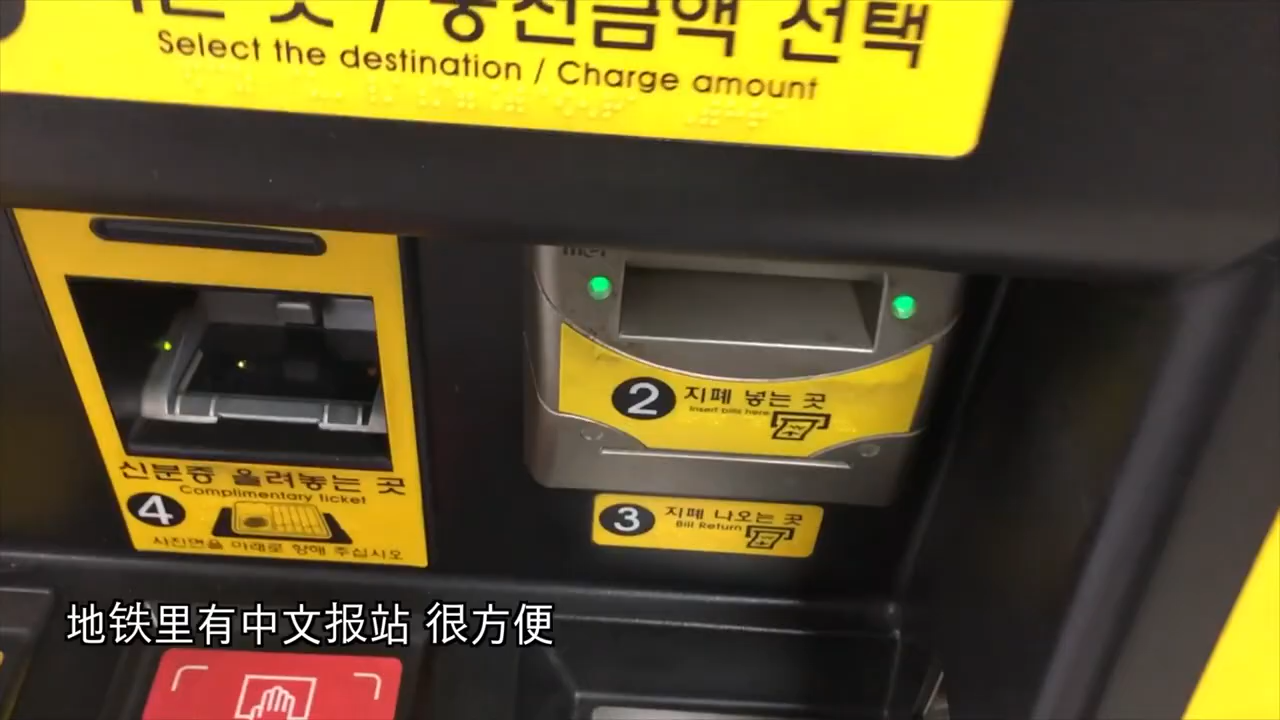 곳 / 충전금액 선택
Select the destination / Charge amount
2 지폐 넣는 곳
Insert bills here
신분증 올려놓는 곳
Complimentary ticket
4
사진면을 아래로 향해 주십시오
3 지폐 나오는 곳
Bill Return
地铁里有中文报站 很方便